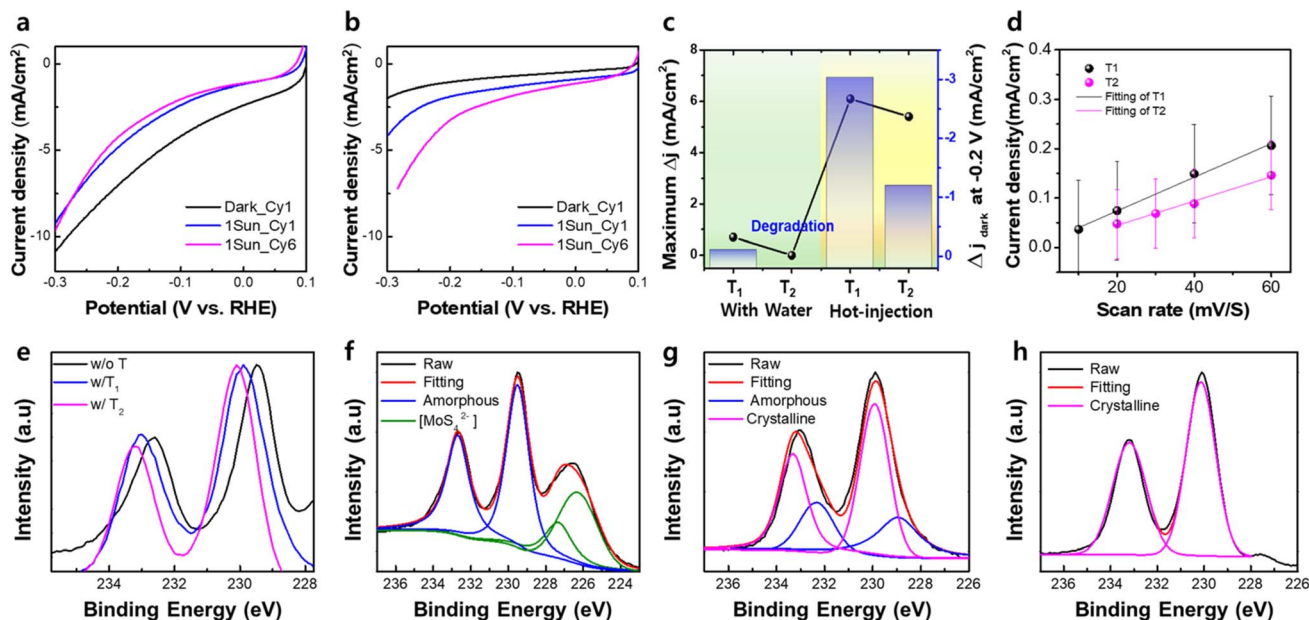 a
0
-5
-10
-0.3
-0.2
-0.1
0.0
0.1
Current density (mA/cm²)
Potential (V vs. RHE)
Dark_Cy1
1Sun_Cy1
1Sun_Cy6
b
0
-5
-10
-0.3
-0.2
-0.1
0.0
0.1
Current density (mA/cm²)
Potential (V vs. RHE)
Dark_Cy1
1Sun_Cy1
1Sun_Cy6
c
Maximum Δj (mA/cm²)
8
6
4
2
0
Degradation
-3
-2
-1
0
Δ j dark at -0.2 V (mA/cm²)
T₁ T₂ T₁ T₂
With Water Hot-injection
d
Current density(mA/cm²)
0.4
0.3
0.2
0.1
0.0
T1
T2
Fitting of T1
Fitting of T2
20 40 60
Scan rate (mV/S)
e
Intensity (a.u)
w/o T
w/T₁
w/ T₂
234 232 230 228
Binding Energy (eV)
f
Intensity (a.u)
Raw
Fitting
Amorphous
[MoS₄²⁻]
236 234 232 230 228 226 224
Binding Energy (eV)
g
Intensity (a.u)
Raw
Fitting
Amorphous
Crystalline
236 234 232 230 228 226
Binding Energy (eV)
h
Intensity (a.u)
Raw
Fitting
Crystalline
236 234 232 230 228 226
Binding Energy (eV)